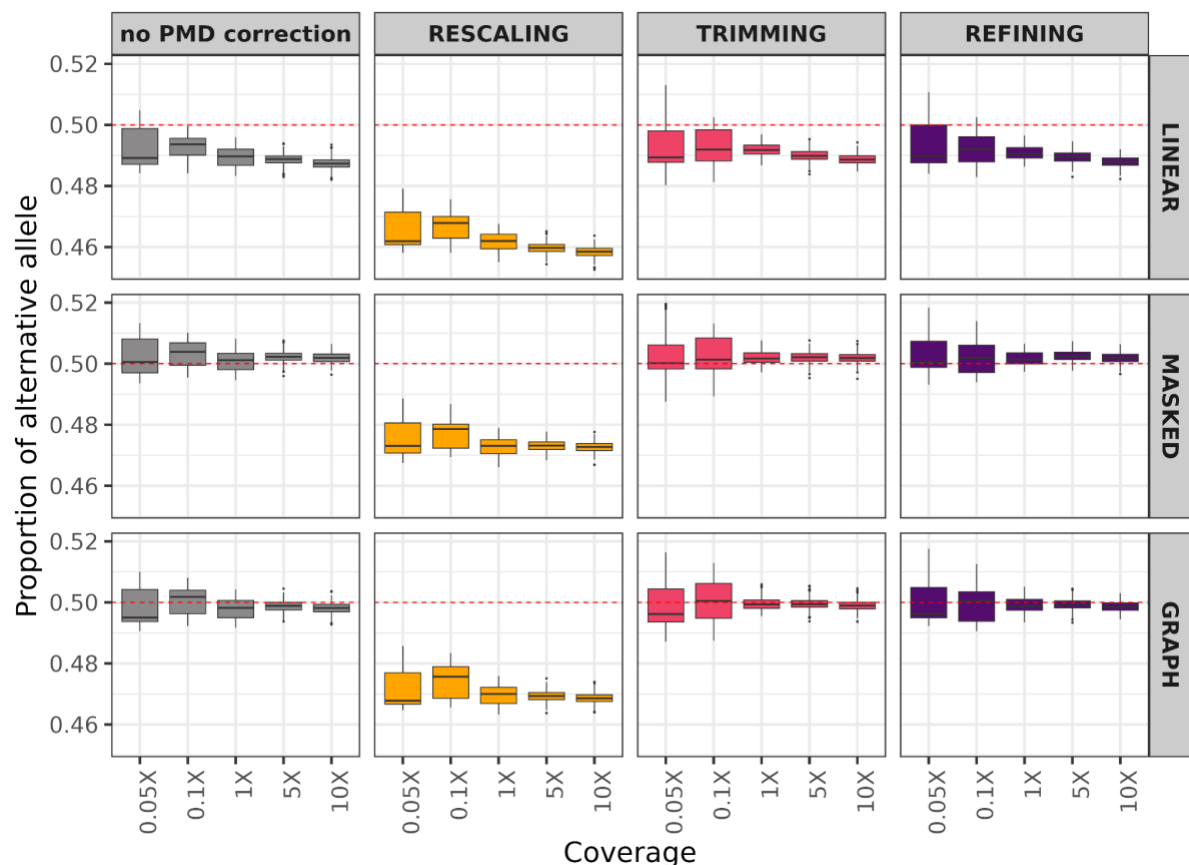 no PMD correction RESCALING TRIMMING REFINING
Proportion of alternative allele
0.52
0.50
0.48
0.46
LINEAR
0.52
0.50
0.48
0.46
MASKED
0.52
0.50
0.48
0.46
GRAPH
0.05X 0.1X 1X 5X 10X 0.05X 0.1X 1X 5X 10X 0.05X 0.1X 1X 5X 10X 0.05X 0.1X 1X 5X 10X
Coverage